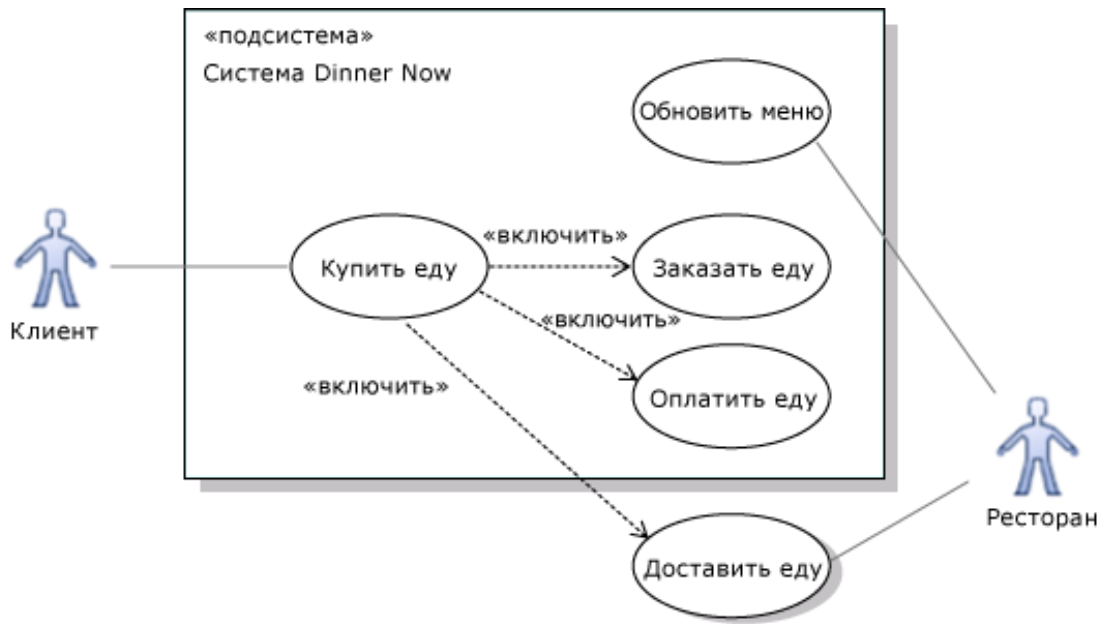 «подсистема»
Система Dinner Now
Обновить меню
«включить»
Купить еду
Заказать еду
«включить»
Клиент
«включить»
Оплатить еду
Ресторан
Доставить еду